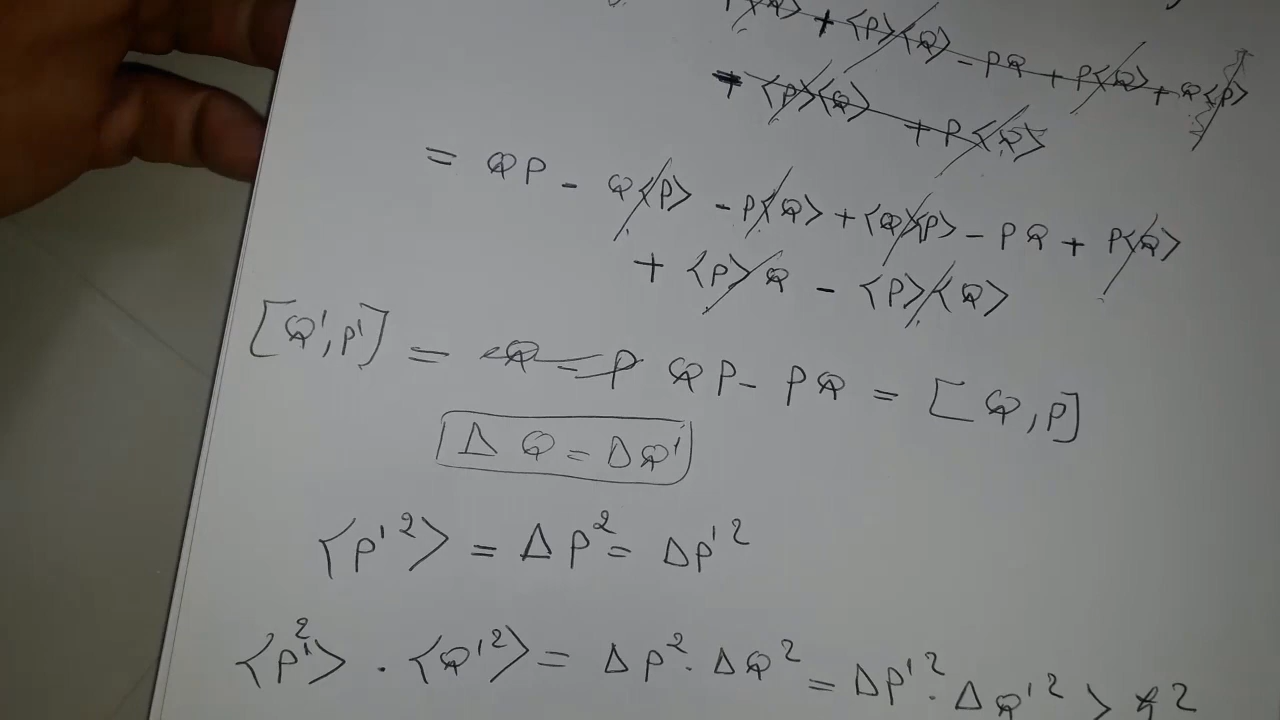 P⟨Q⟩ + ⟨P⟩⟨Q⟩ - PQ + P⟨Q⟩ + Q⟨P⟩
+ ⟨P⟩⟨Q⟩ + P⟨Q⟩
= QP - Q⟨P⟩ - P⟨Q⟩ + ⟨Q⟩⟨P⟩ - PQ + P⟨Q⟩
+ ⟨P⟩Q - ⟨P⟩⟨Q⟩
[Q', P'] = Q - P QP - PQ = [Q, P]
Δ Q = ΔQ'
⟨P'²⟩ = ΔP² = ΔP'²
⟨P'²⟩ . ⟨Q'²⟩ = ΔP² . ΔQ² = ΔP'² . ΔQ'² > ħ²